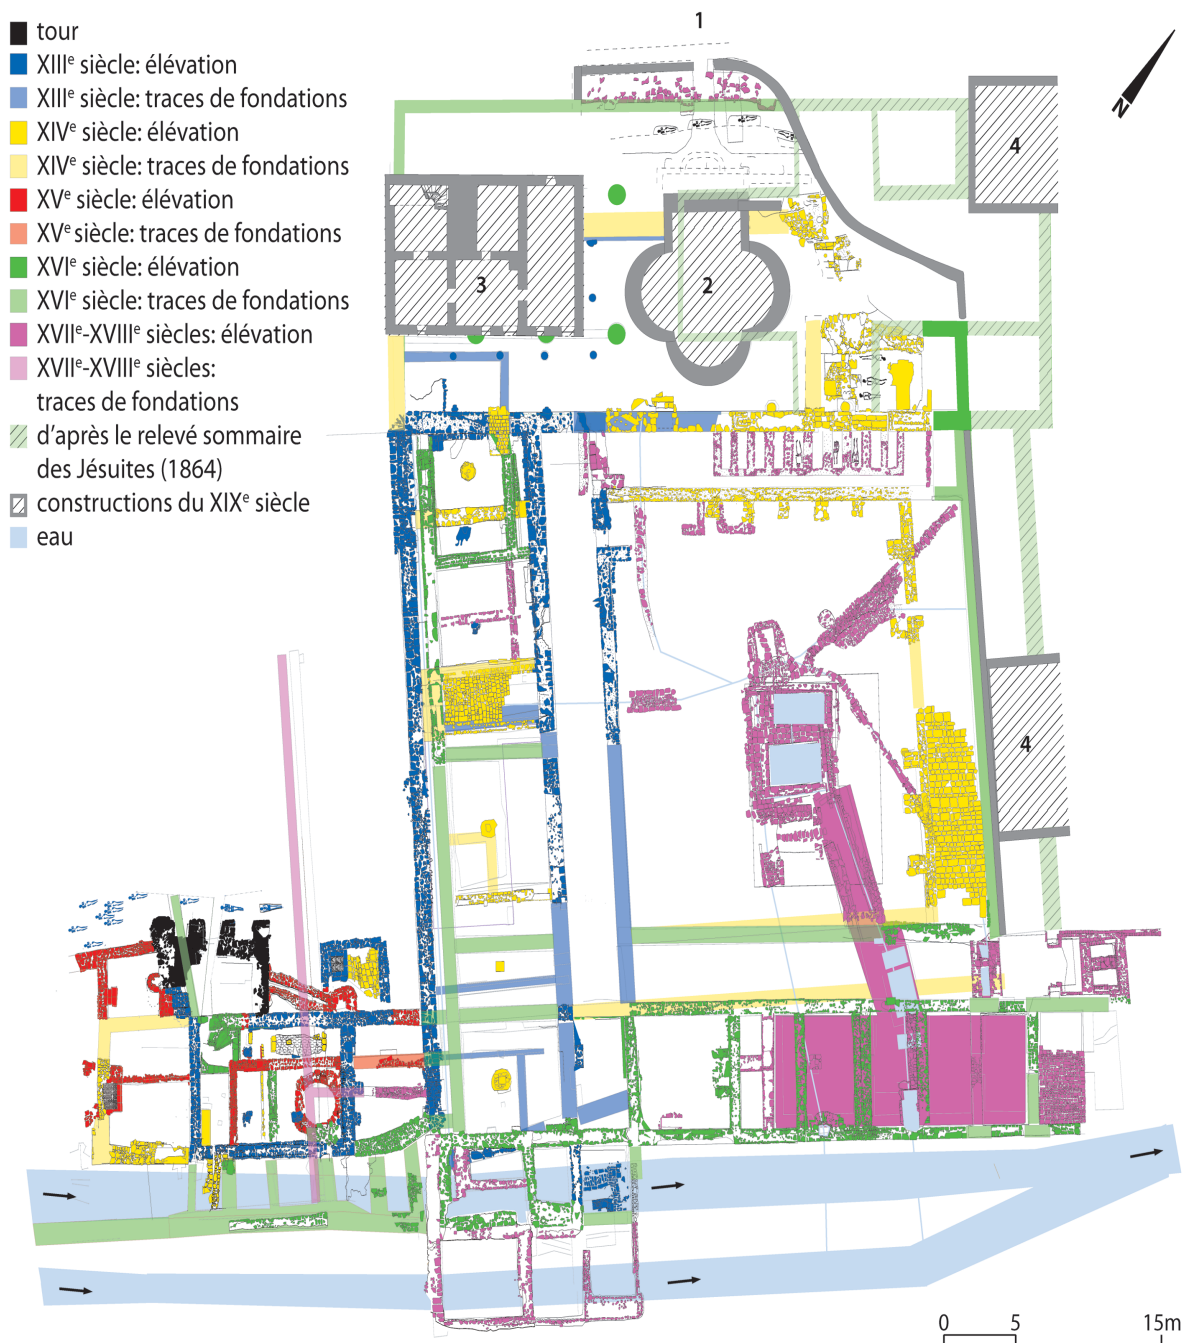 1
tour
XIIIe siècle: élévation
XIIIe siècle: traces de fondations
XIVe siècle: élévation
XIVe siècle: traces de fondations
XVe siècle: élévation
XVe siècle: traces de fondations
XVIe siècle: élévation
XVIe siècle: traces de fondations
XVIIe-XVIIIe siècles: élévation
XVIIe-XVIIIe siècles:
traces de fondations
d'après le relevé sommaire
des Jésuites (1864)
constructions du XIXe siècle
eau
N
4
3
2
4
0 5 15m